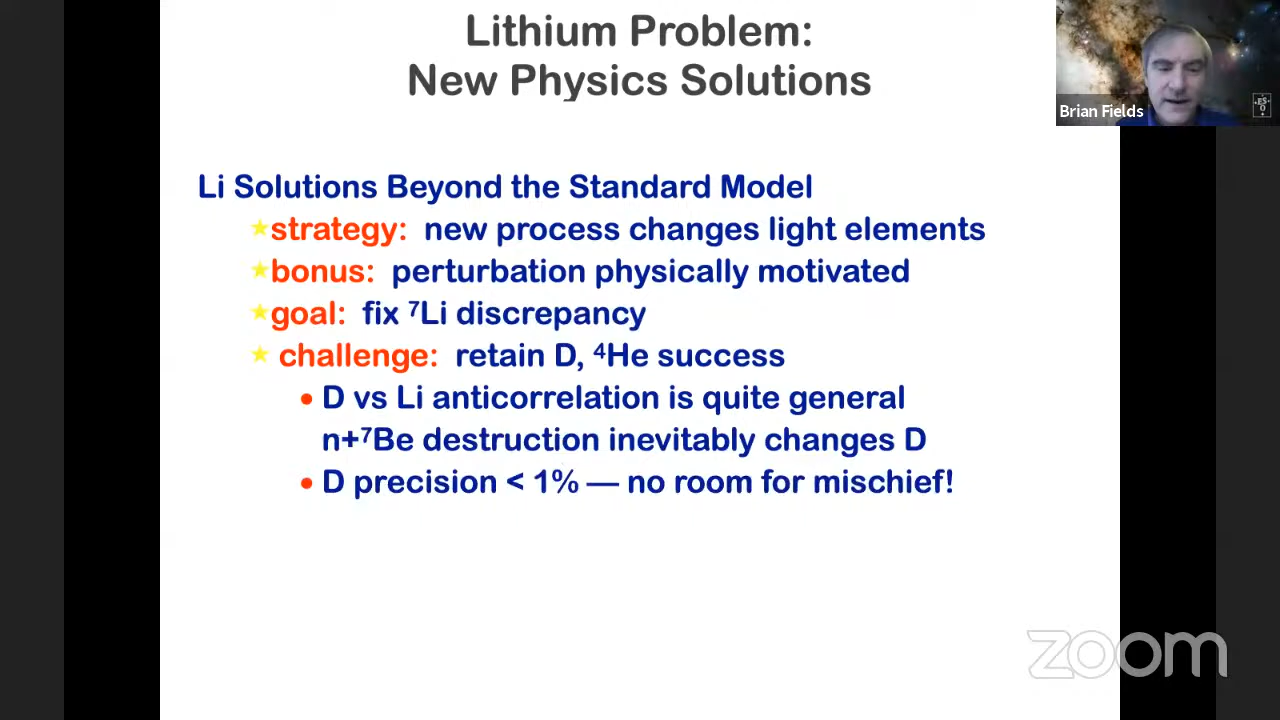 Lithium Problem:
New Physics Solutions
Brian Fields
Li Solutions Beyond the Standard Model
strategy: new process changes light elements
bonus: perturbation physically motivated
goal: fix ⁷Li discrepancy
challenge: retain D, ⁴He success
• D vs Li anticorrelation is quite general
n+⁷Be destruction inevitably changes D
• D precision < 1% — no room for mischief!
zoom